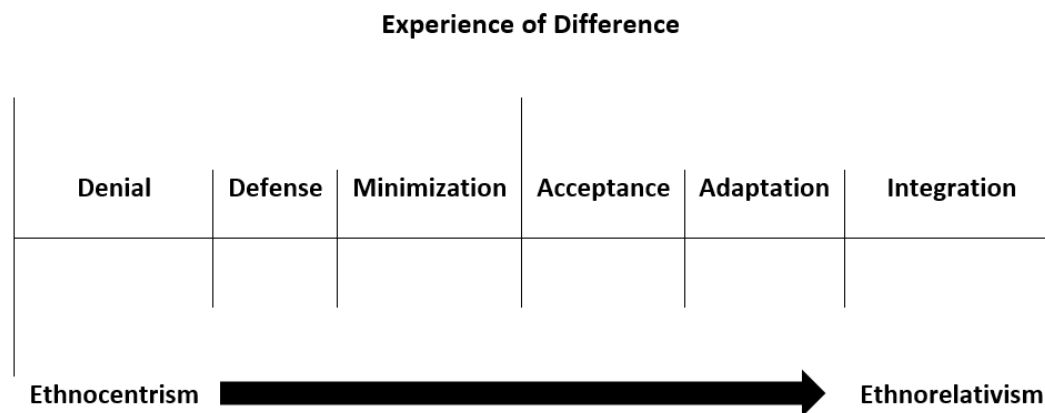 Experience of Difference
Denial Defense Minimization Acceptance Adaptation Integration
Ethnocentrism Ethnorelativism